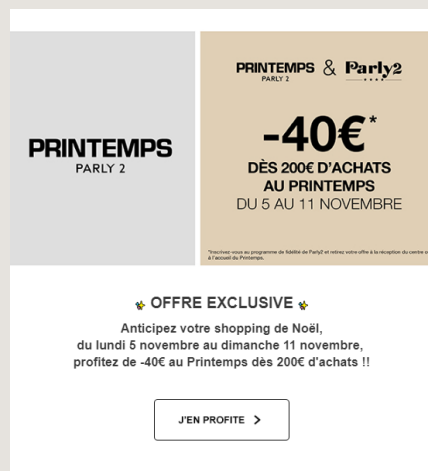 PRINTEMPS
PARLY 2
PRINTEMPS & Parly2
PARLY 2
-40€*
DÈS 200€ D'ACHATS
AU PRINTEMPS
DU 5 AU 11 NOVEMBRE
*Inscrivez-vous au programme de fidélité de Parly2 et retirez votre offre à la réception du centre
à l'accueil du Printemps.
OFFRE EXCLUSIVE
Anticipez votre shopping de Noël,
du lundi 5 novembre au dimanche 11 novembre,
profitez de -40€ au Printemps dès 200€ d'achats !!
J'EN PROFITE